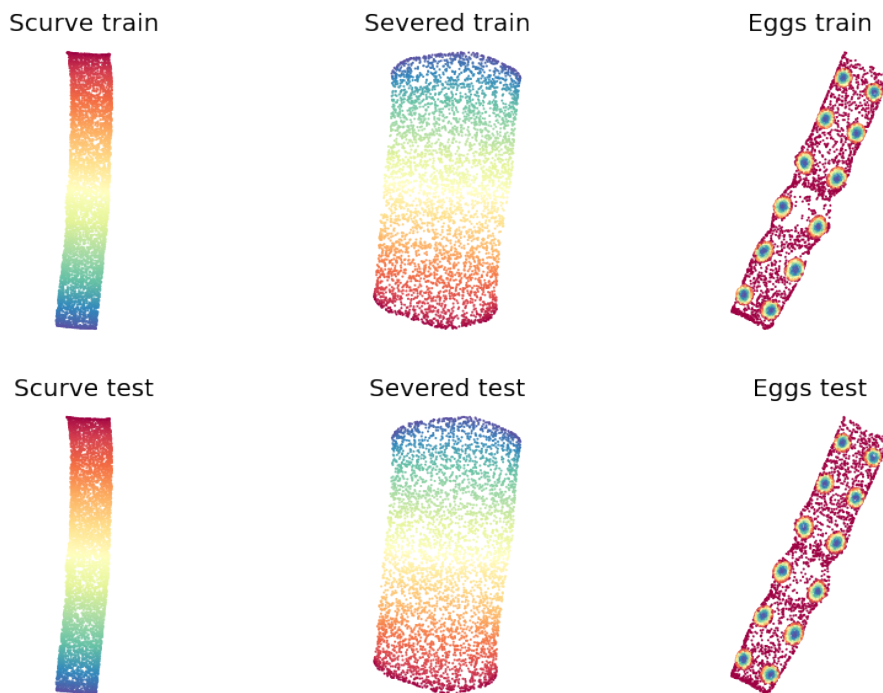 Scurve train
Severed train
Eggs train
Scurve test
Severed test
Eggs test